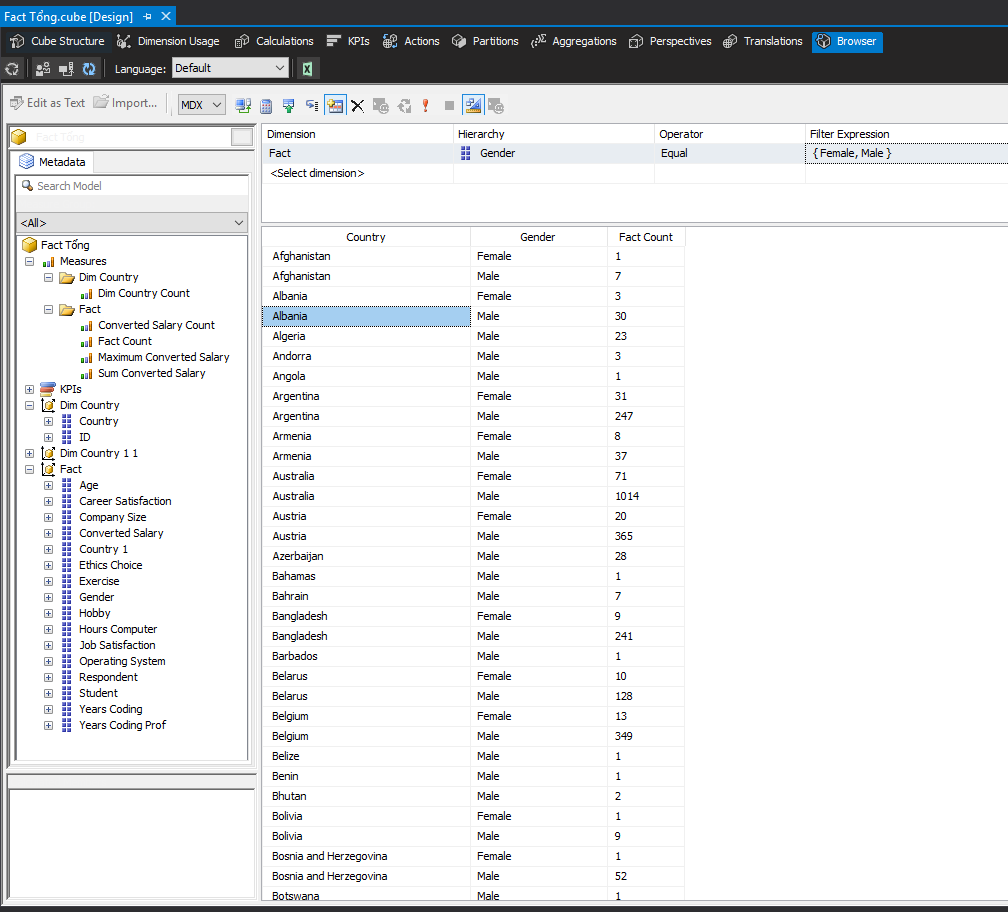 Fact Tổng.cube [Design]
Cube Structure Dimension Usage Calculations KPIs Actions Partitions Aggregations Perspectives Translations Browser
Language: Default
Edit as Text Import... MDX
Fact Tổng
Metadata
Search Model
<All>
Fact Tổng
Measures
Dim Country
Dim Country Count
Fact
Converted Salary Count
Fact Count
Maximum Converted Salary
Sum Converted Salary
KPIs
Dim Country
Country
ID
Dim Country 1 1
Fact
Age
Career Satisfaction
Company Size
Converted Salary
Country 1
Ethics Choice
Exercise
Gender
Hobby
Hours Computer
Job Satisfaction
Operating System
Respondent
Student
Years Coding
Years Coding Prof
Dimension Hierarchy Operator Filter Expression
Fact Gender Equal { Female, Male }
<Select dimension>
Country Gender Fact Count
Afghanistan Female 1
Afghanistan Male 7
Albania Female 3
Albania Male 30
Algeria Male 23
Andorra Male 3
Angola Male 1
Argentina Female 31
Argentina Male 247
Armenia Female 8
Armenia Male 37
Australia Female 71
Australia Male 1014
Austria Female 20
Austria Male 365
Azerbaijan Male 28
Bahamas Male 1
Bahrain Male 7
Bangladesh Female 9
Bangladesh Male 241
Barbados Male 1
Belarus Female 10
Belarus Male 128
Belgium Female 13
Belgium Male 349
Belize Male 1
Benin Male 1
Bhutan Male 2
Bolivia Female 1
Bolivia Male 9
Bosnia and Herzegovina Female 1
Bosnia and Herzegovina Male 52
Botswana Male 1